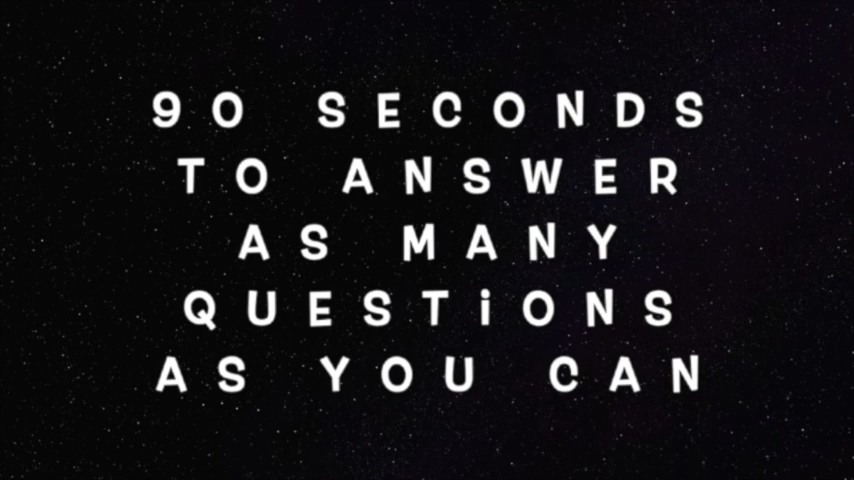 90 SECONDS
TO ANSWER
AS MANY
QUESTiONS
AS YOU CAN